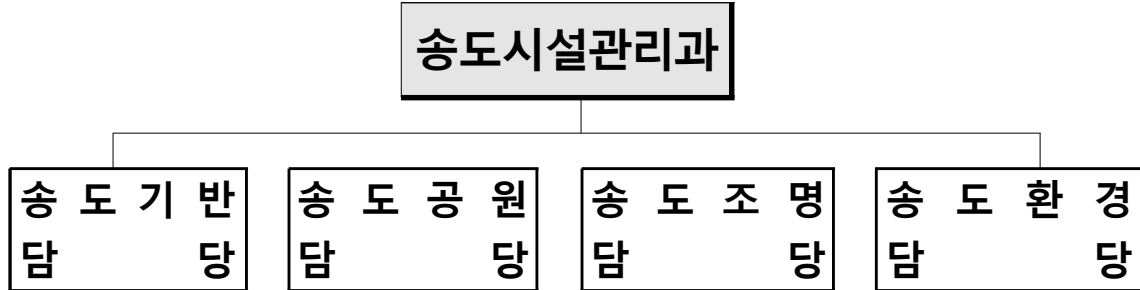 송도시설관리과
송 도 기 반
담 당
송 도 공 원
담 당
송 도 조 명
담 당
송 도 환 경
담 당